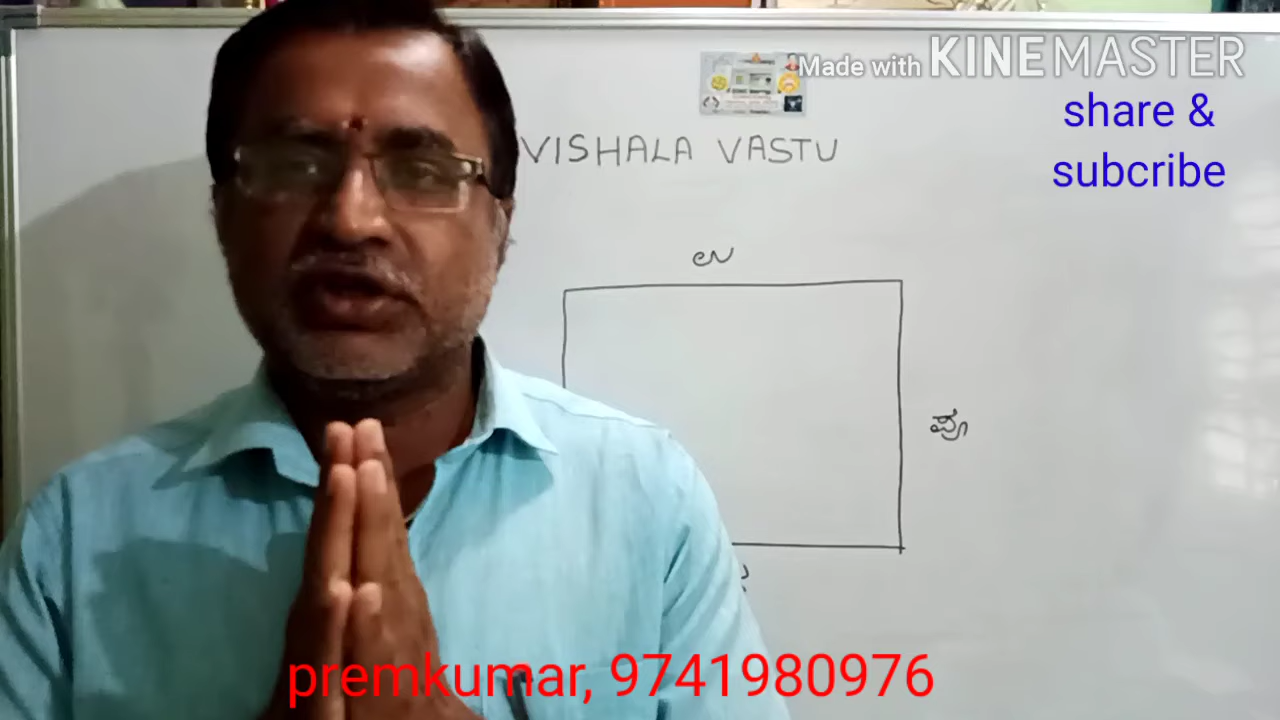 Made with KINEMASTER
share &
subcribe
VISHALA VASTU
ಉ
ಪೂ
premkumar, 9741980976